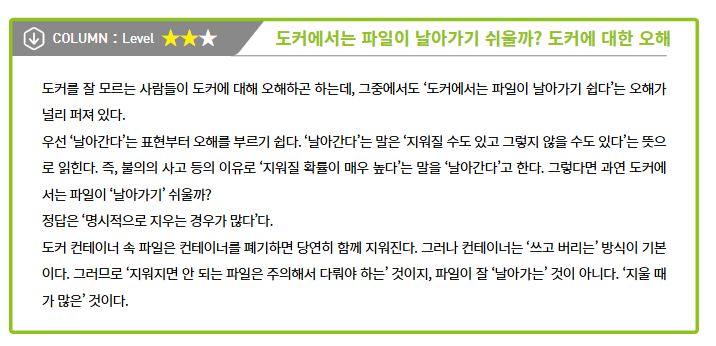 COLUMN : Level ★★★ 도커에서는 파일이 날아가기 쉬울까? 도커에 대한 오해
도커를 잘 모르는 사람들이 도커에 대해 오해하곤 하는데, 그중에서도 ‘도커에서는 파일이 날아가기 쉽다’는 오해가
널리 퍼져 있다.
우선 ‘날아간다’는 표현부터 오해를 부르기 쉽다. ‘날아간다’는 말은 ‘지워질 수도 있고 그렇지 않을 수도 있다’는 뜻으
로 읽힌다. 즉, 불의의 사고 등의 이유로 ‘지워질 확률이 매우 높다’는 말을 ‘날아간다’고 한다. 그렇다면 과연 도커에
서는 파일이 ‘날아가기’ 쉬울까?
정답은 ‘명시적으로 지우는 경우가 많다’다.
도커 컨테이너 속 파일은 컨테이너를 폐기하면 당연히 함께 지워진다. 그러나 컨테이너는 ‘쓰고 버리는’ 방식이 기본
이다. 그러므로 ‘지워지면 안 되는 파일은 주의해서 다뤄야 하는’ 것이지, 파일이 잘 ‘날아가는’ 것이 아니다. ‘지울 때
가 많은’ 것이다.